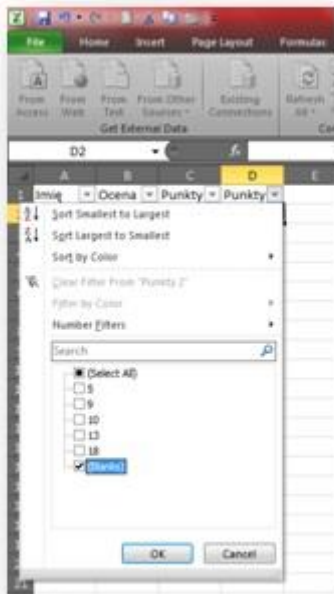 File Home Insert Page Layout Formulas
From Access From Web From Text From Other Sources Existing Connections Refresh All
Get External Data Co
D2 fx
A B C D E
1 Imię Ocena Punkty Punkty
Sort Smallest to Largest
Sort Largest to Smallest
Sort by Color
Clear Filter From "Punkty 2"
Filter by Color
Number Filters
Search
(Select All)
5
9
10
13
18
(Blanks)
OK Cancel